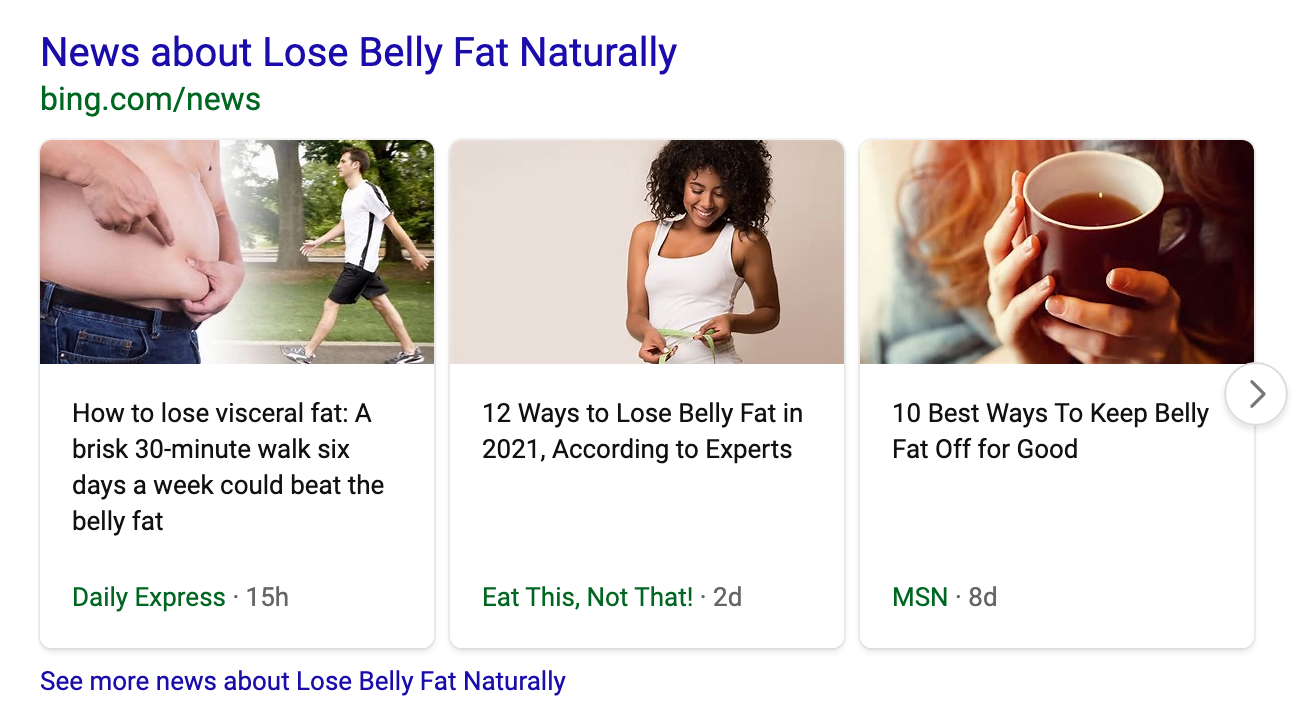 News about Lose Belly Fat Naturally
bing.com/news
How to lose visceral fat: A
brisk 30-minute walk six
days a week could beat the
belly fat
Daily Express · 15h
12 Ways to Lose Belly Fat in
2021, According to Experts
Eat This, Not That! · 2d
10 Best Ways To Keep Belly
Fat Off for Good
MSN · 8d
See more news about Lose Belly Fat Naturally